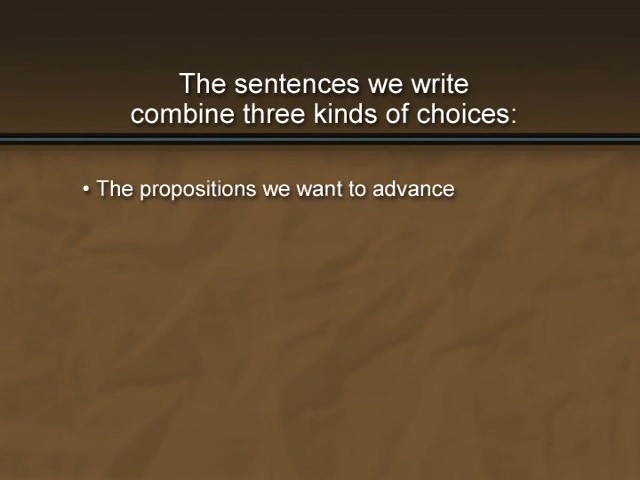 The sentences we write
combine three kinds of choices:
• The propositions we want to advance